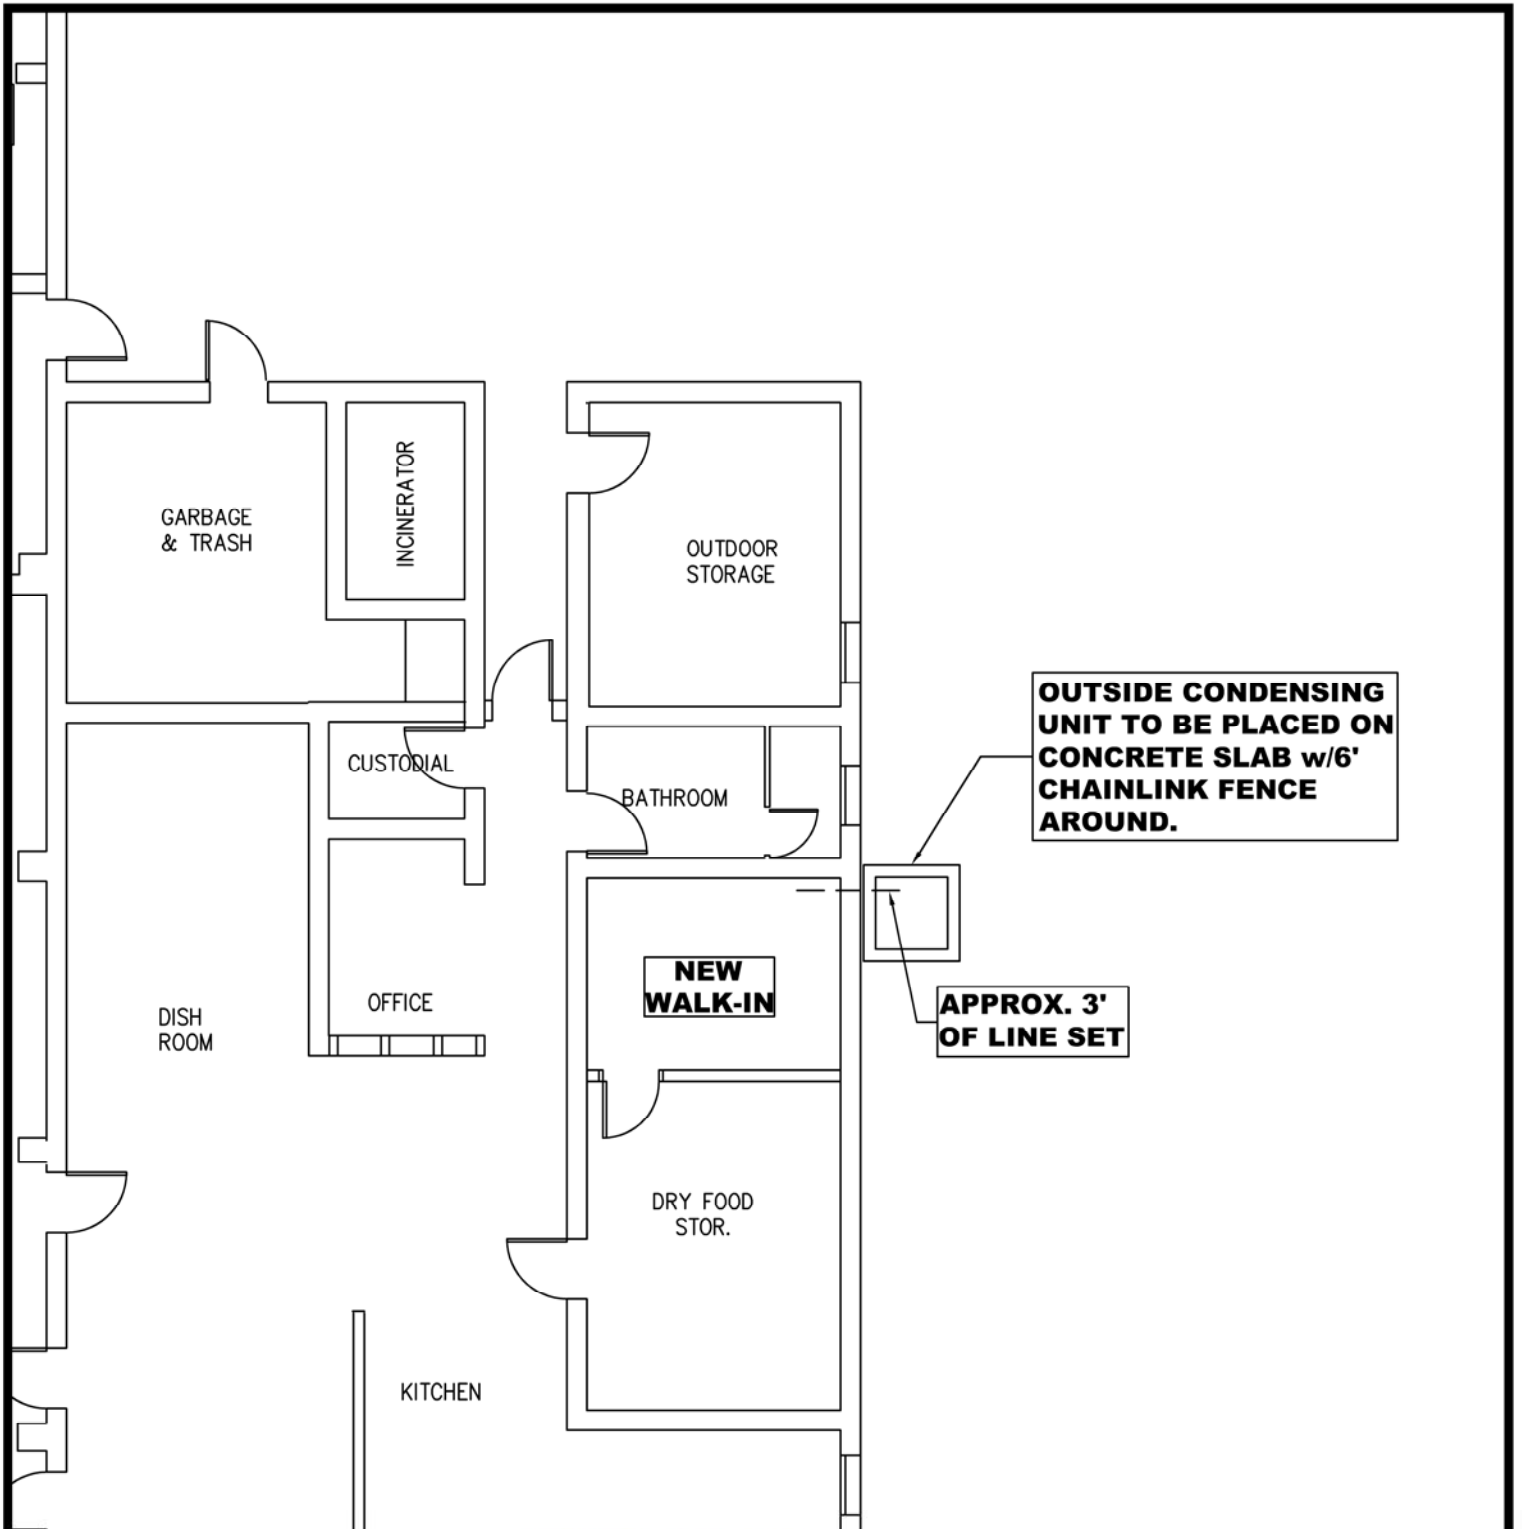 GARBAGE
& TRASH
INCINERATOR
OUTDOOR
STORAGE
OUTSIDE CONDENSING
UNIT TO BE PLACED ON
CONCRETE SLAB w/6'
CHAINLINK FENCE
AROUND.
CUSTODIAL
BATHROOM
NEW
WALK-IN
OFFICE
APPROX. 3'
OF LINE SET
DISH
ROOM
DRY FOOD
STOR.
KITCHEN